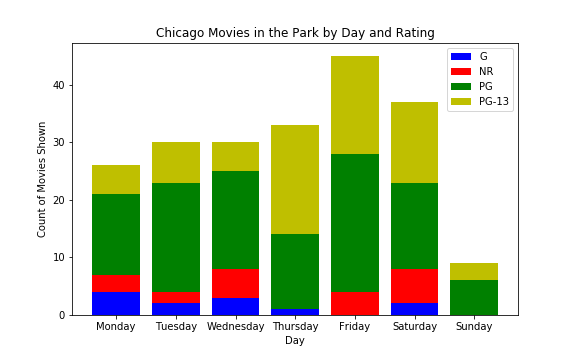 Chicago Movies in the Park by Day and Rating
G
NR
PG
PG-13
Count of Movies Shown
40
30
20
10
0
Monday Tuesday Wednesday Thursday Friday Saturday Sunday
Day